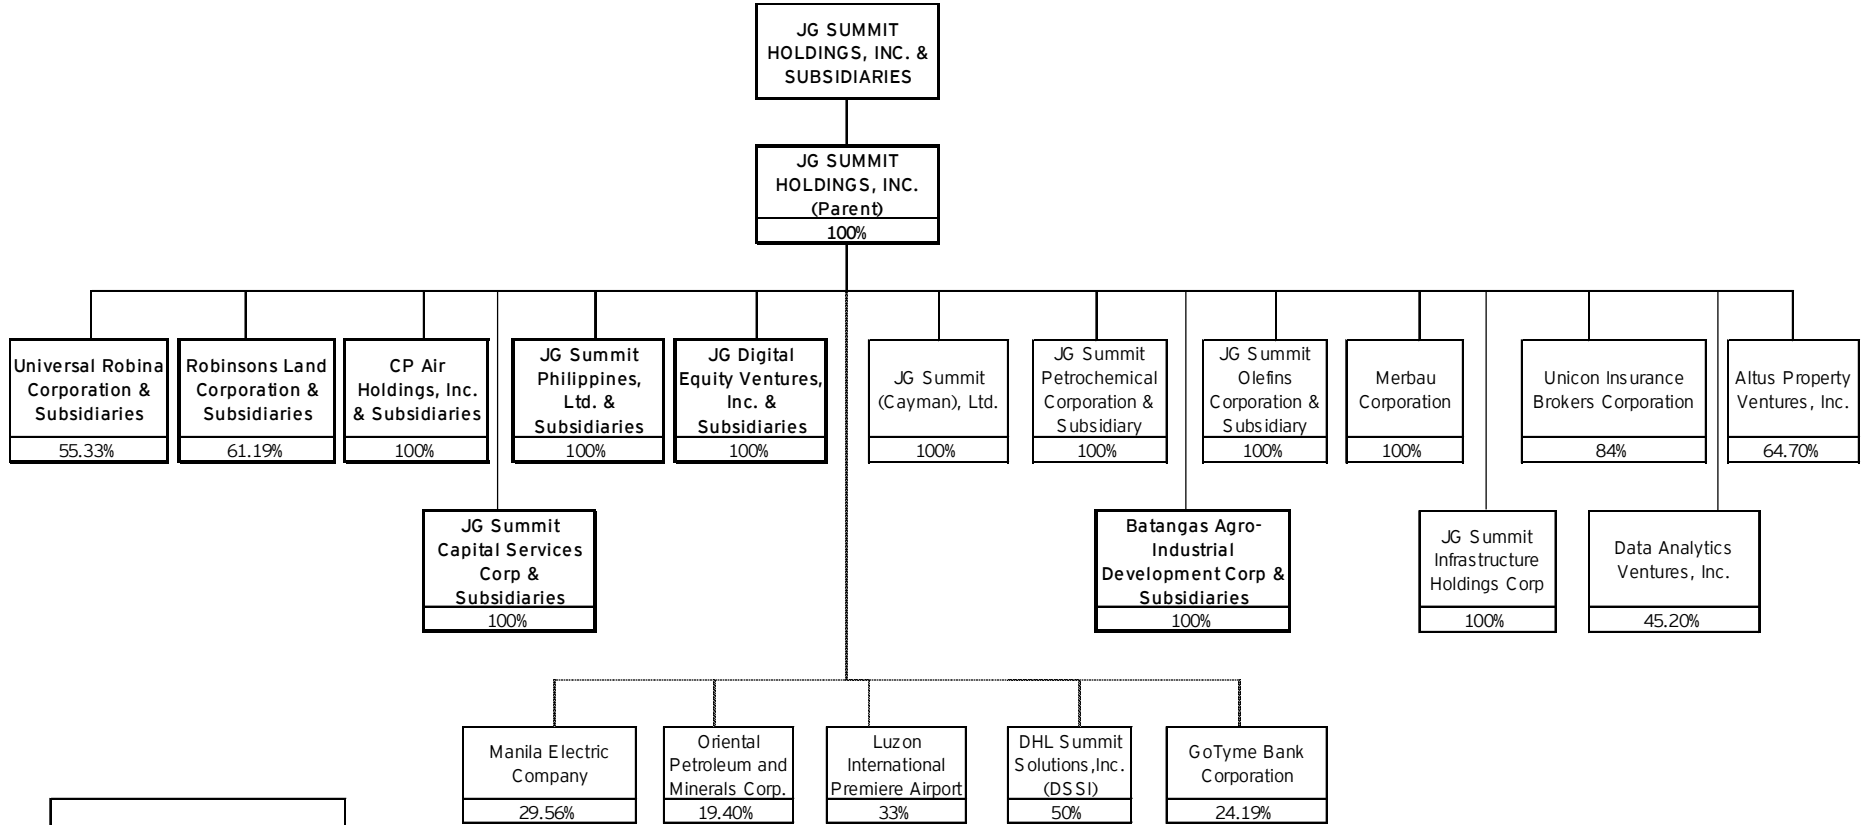 JG SUMMIT
HOLDINGS, INC. &
SUBSIDIARIES
JG SUMMIT
HOLDINGS, INC.
(Parent)
100%
Universal Robina
Corporation &
Subsidiaries
55.33%
Robinsons Land
Corporation &
Subsidiaries
61.19%
CP Air
Holdings, Inc.
& Subsidiaries
100%
JG Summit
Philippines,
Ltd. &
Subsidiaries
100%
JG Digital
Equity Ventures,
Inc. &
Subsidiaries
100%
JG Summit
(Cayman), Ltd.
100%
JG Summit
Petrochemical
Corporation &
Subsidiary
100%
JG Summit
Olefins
Corporation &
Subsidiary
100%
Merbau
Corporation
100%
Unicon Insurance
Brokers Corporation
84%
Altus Property
Ventures, Inc.
64.70%
JG Summit
Capital Services
Corp &
Subsidiaries
100%
Batangas Agro-
Industrial
Development Corp &
Subsidiaries
100%
JG Summit
Infrastructure
Holdings Corp
100%
Data Analytics
Ventures, Inc.
45.20%
Manila Electric
Company
29.56%
Oriental
Petroleum and
Minerals Corp.
19.40%
Luzon
International
Premiere Airport
33%
DHL Summit
Solutions,Inc.
(DSSI)
50%
GoTyme Bank
Corporation
24.19%